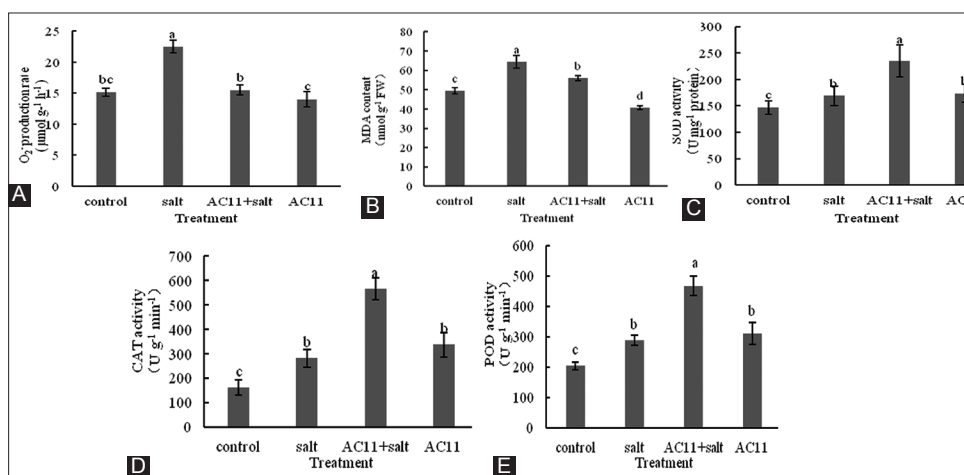 A
O₂⁻production rate
(μmol g⁻¹ h⁻¹)
25
20
15
10
5
0
bc
a
b
c
control
salt
AC11+salt
AC11
Treatment
B
MDA content
(nmol g⁻¹ FW)
80
70
60
50
40
30
20
10
0
c
a
b
d
control
salt
AC11+salt
AC11
Treatment
C
SOD activity
(U mg⁻¹ protein)
250
200
150
100
50
0
c
b
a
control
salt
AC11+salt
Treatment
D
CAT activity
(U g⁻¹ min⁻¹)
700
600
500
400
300
200
100
0
c
b
a
b
control
salt
AC11+salt
AC11
Treatment
E
POD activity
(U g⁻¹ min⁻¹)
600
500
400
300
200
100
0
c
b
a
b
control
salt
AC11+salt
AC11
Treatment